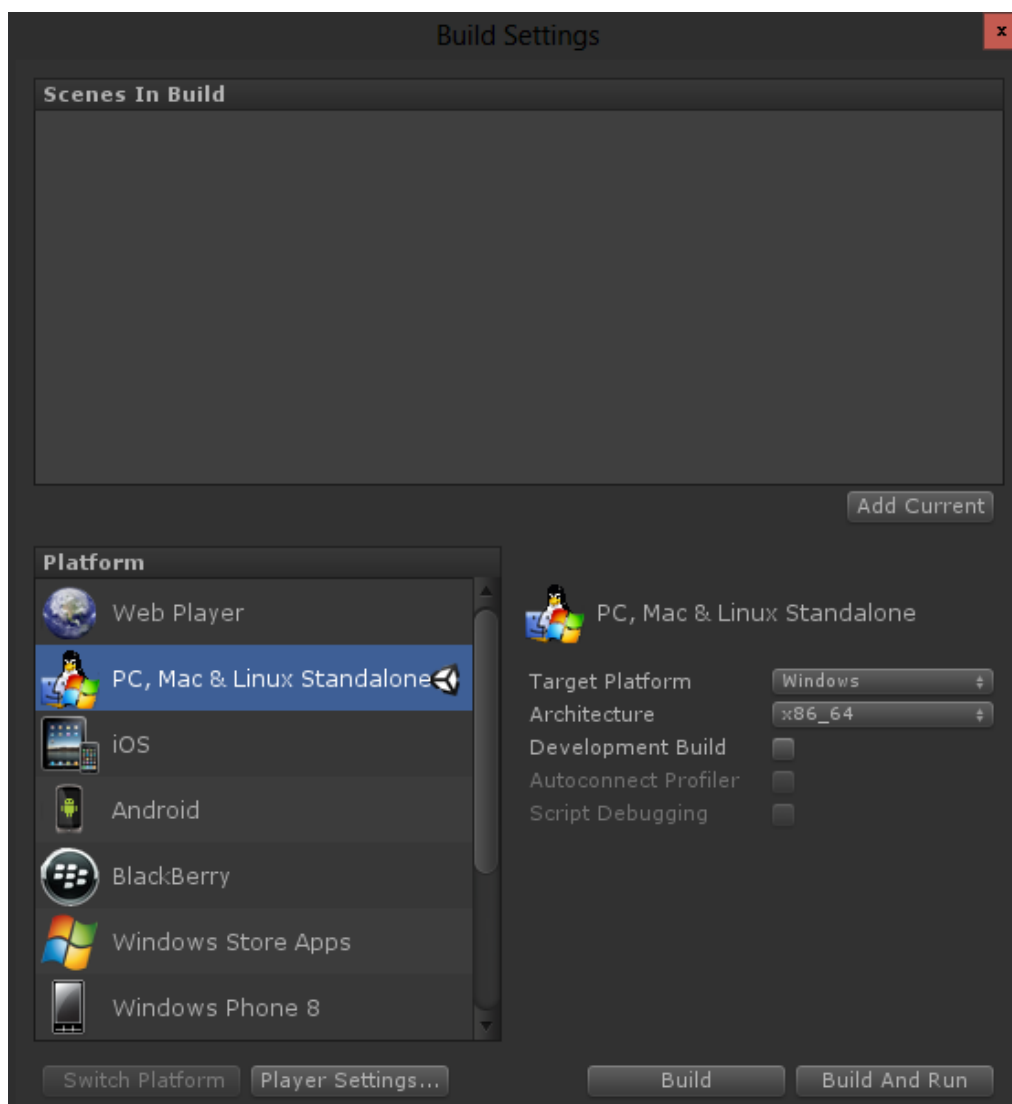 Build Settings
x
Scenes In Build
Add Current
Platform
Web Player
PC, Mac & Linux Standalone
iOS
Android
BlackBerry
Windows Store Apps
Windows Phone 8
PC, Mac & Linux Standalone
Target Platform Windows
Architecture x86_64
Development Build
Autoconnect Profiler
Script Debugging
Switch Platform Player Settings... Build Build And Run